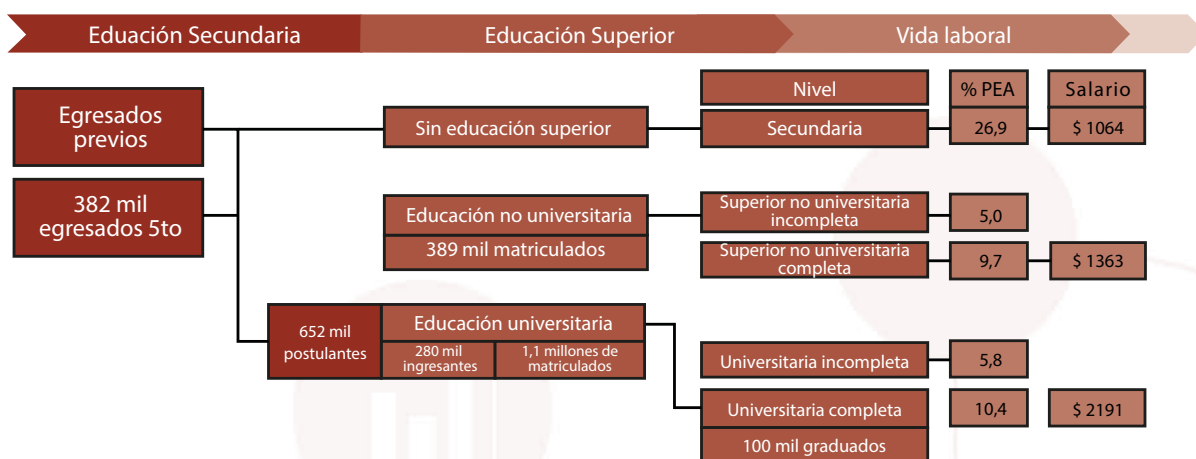 Eduación Secundaria
Educación Superior
Vida laboral
Egresados
previos
382 mil
egresados 5to
Sin educación superior
Nivel
% PEA
Salario
Secundaria
26,9
$ 1064
Educación no universitaria
389 mil matriculados
Superior no universitaria
incompleta
5,0
Superior no universitaria
completa
9,7
$ 1363
652 mil
postulantes
Educación universitaria
280 mil
ingresantes
1,1 millones de
matriculados
Universitaria incompleta
5,8
Universitaria completa
10,4
$ 2191
100 mil graduados